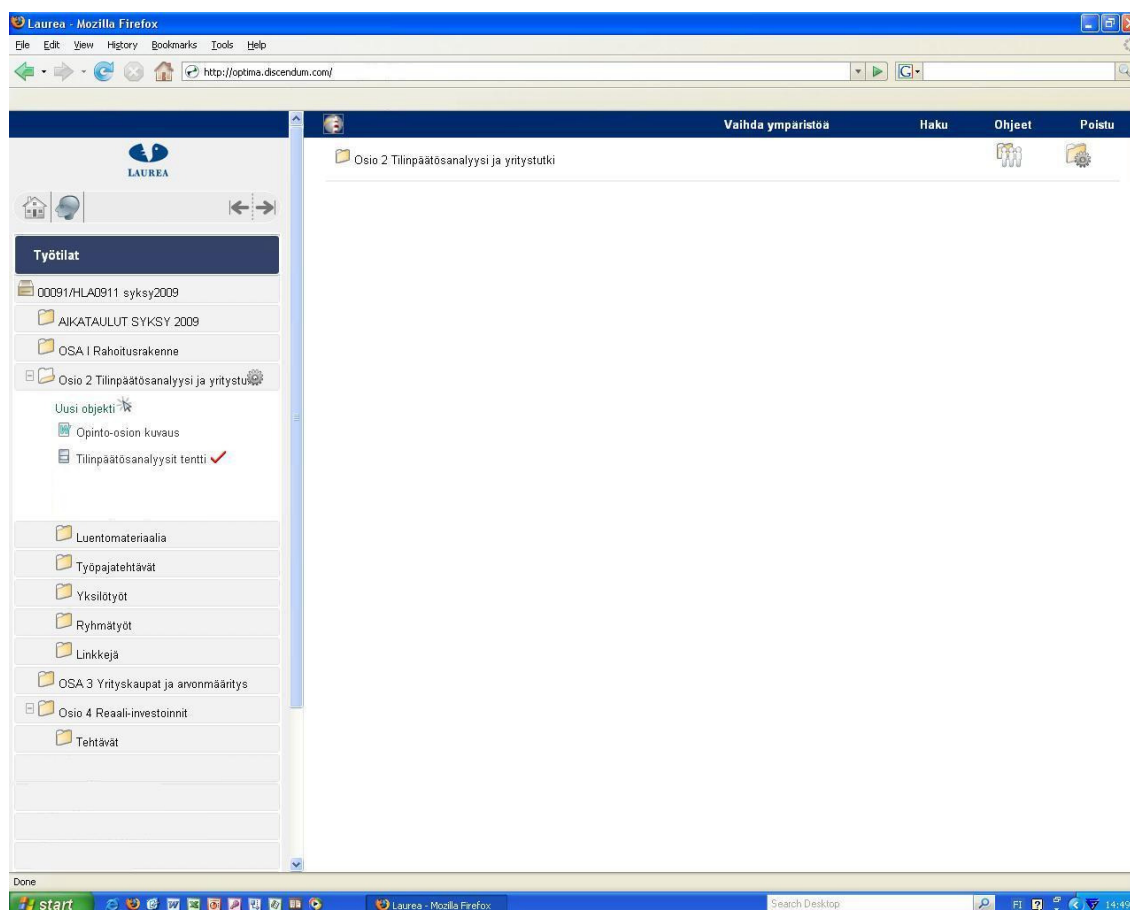 Laurea - Mozilla Firefox
File Edit View History Bookmarks Tools Help
http://optima.discendum.com/
G
Vaihda ympäristöä Haku Ohjeet Poistu
LAUREA
Osio 2 Tilinpäätösanalyysi ja yritystutki
Työtilat
00091/HLA0911 syksy2009
AIKATAULUT SYKSY 2009
OSA I Rahoitusrakenne
Osio 2 Tilinpäätösanalyysi ja yritystu
Uusi objekti
Opinto-osion kuvaus
Tilinpäätösanalyysit tentti
Luentomateriaalia
Työpajatehtävät
Yksilötyöt
Ryhmätyöt
Linkkejä
OSA 3 Yrityskaupat ja arvonmääritys
Osio 4 Reaali-investoinnit
Tehtävät
Done
start Laurea - Mozilla Firefox Search Desktop FI 14:49